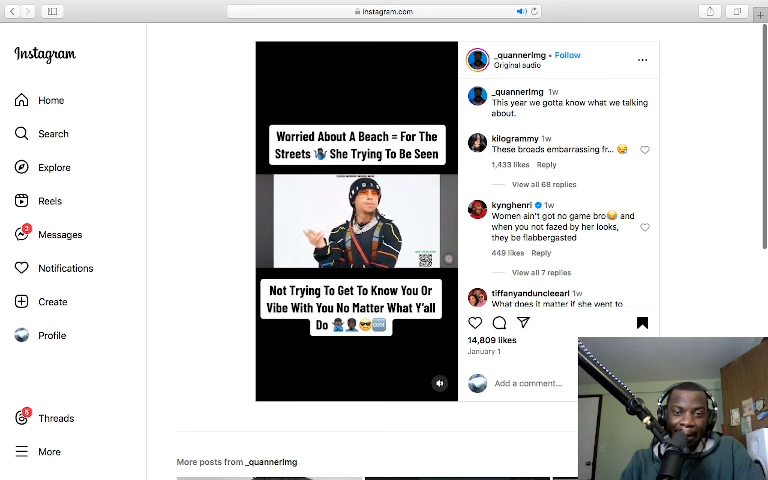 instagram.com
Instagram
Home
Search
Explore
Reels
2
Messages
Notifications
Create
Profile
6
Threads
More
Worried About A Beach = For The
Streets 🤷🏿‍♂️ She Trying To Be Seen
Not Trying To Get To Know You Or
Vibe With You No Matter What Y'all
Do
_quannerlmg • Follow
Original audio
_quannerlmg 1w
This year we gotta know what we talking
about.
kilogrammy 1w
These broads embarrassing fr... 😪
1,433 likes Reply
View all 68 replies
kynghenri 1w
Women ain't got no game bro😂 and
when you not fazed by her looks,
they be flabbergasted
449 likes Reply
View all 7 replies
tiffanyanduncleearl 1w
What does it matter if she went to
14,809 likes
January 1
Add a comment...
More posts from _quannerlmg